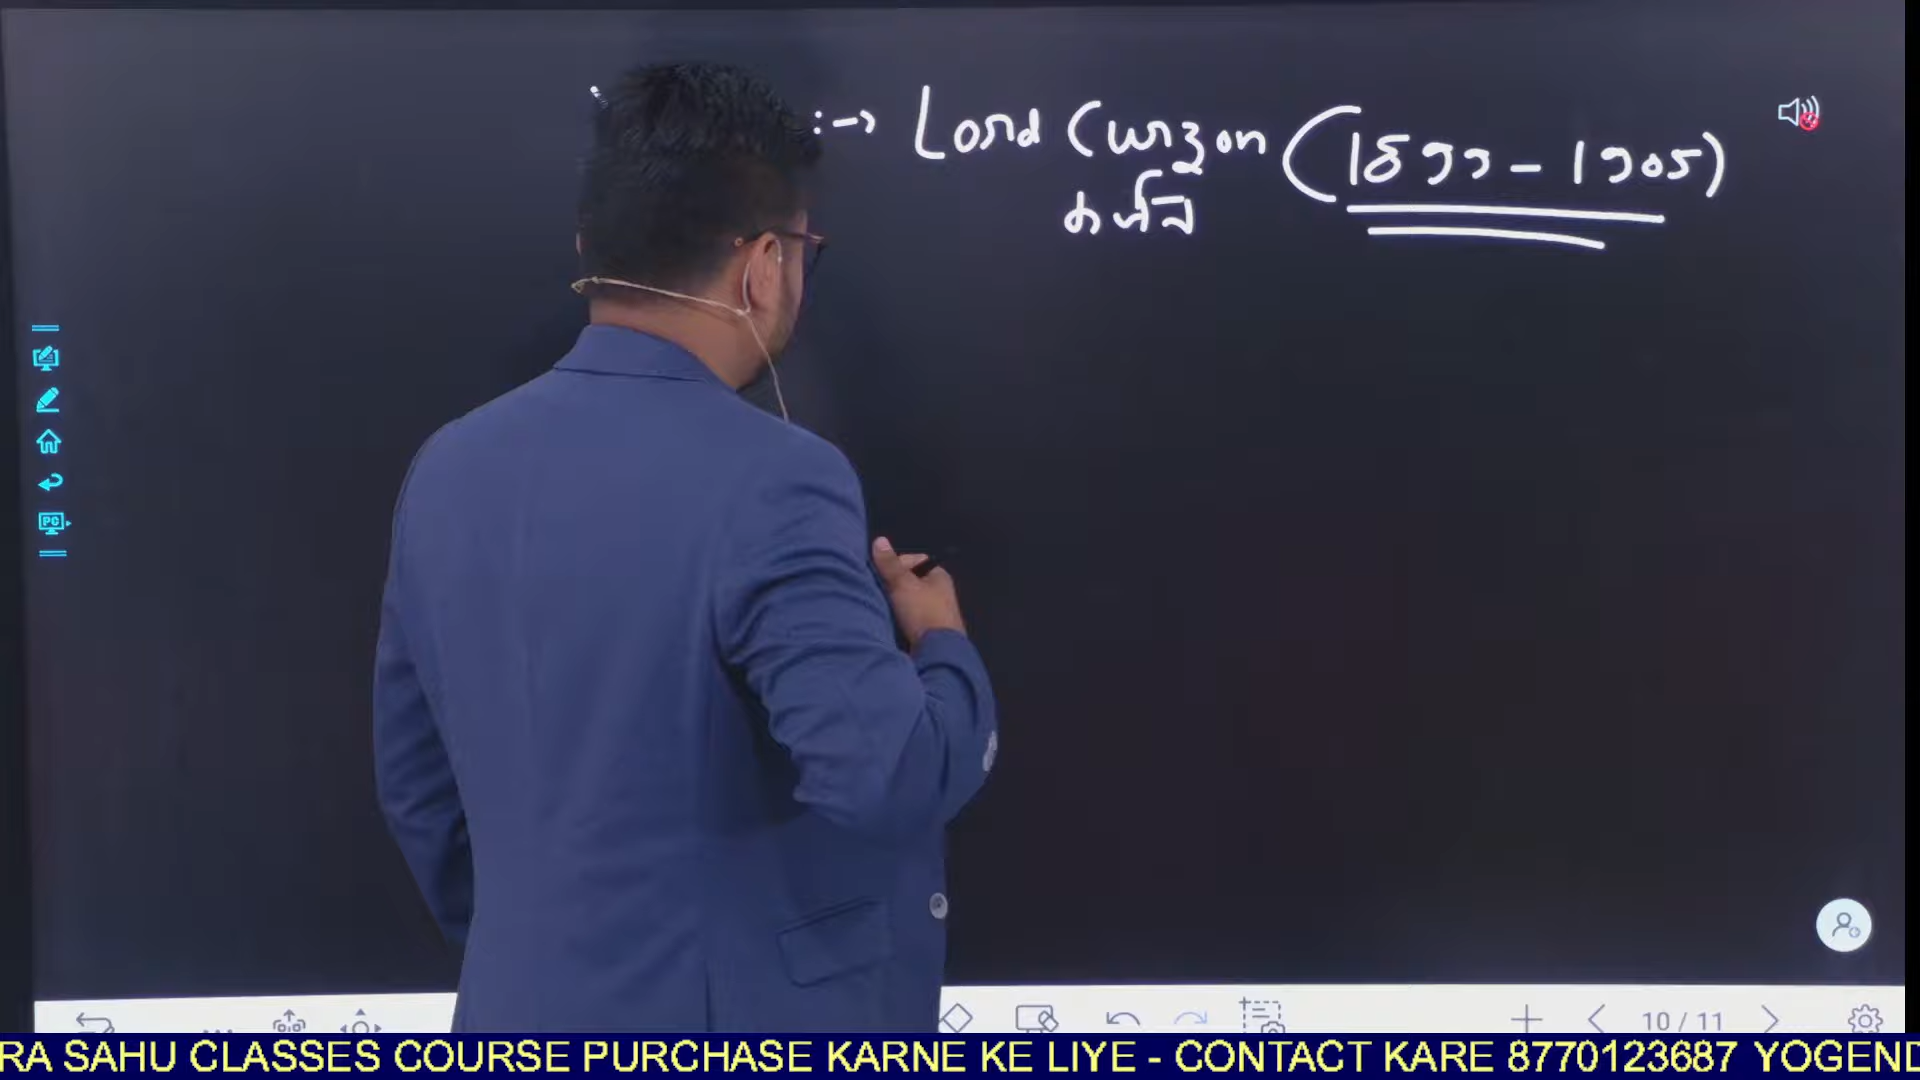 :→ Lord Curzon (1899 - 1905)
कर्जन
PC
10 / 11
RA SAHU CLASSES COURSE PURCHASE KARNE KE LIYE - CONTACT KARE 8770123687 YOGEND